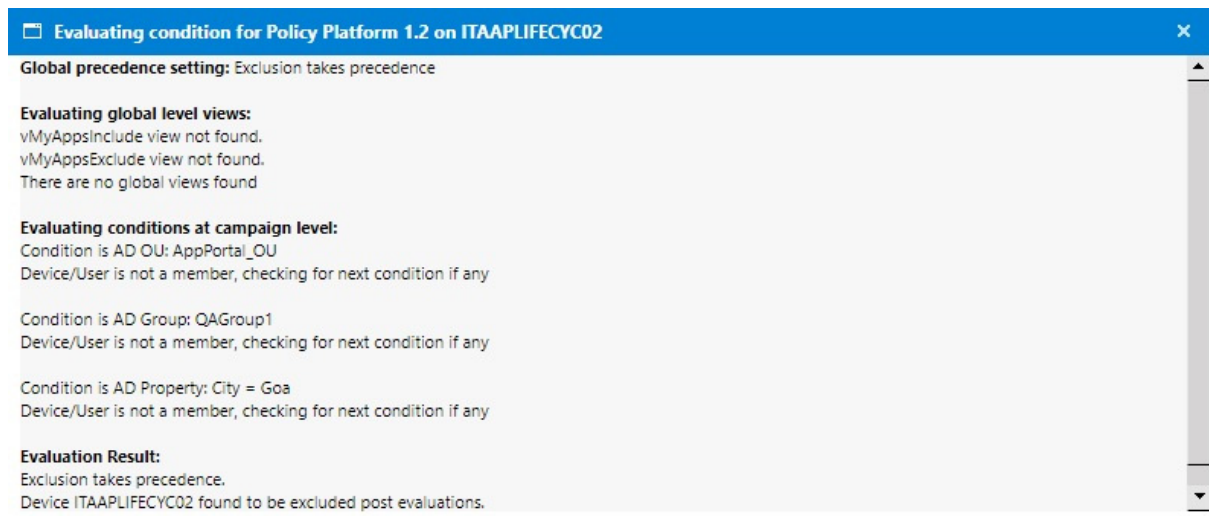 Evaluating condition for Policy Platform 1.2 on ITAAPLIFECYC02
Global precedence setting: Exclusion takes precedence
Evaluating global level views:
vMyAppsInclude view not found.
vMyAppsExclude view not found.
There are no global views found
Evaluating conditions at campaign level:
Condition is AD OU: AppPortal_OU
Device/User is not a member, checking for next condition if any
Condition is AD Group: QAGroup1
Device/User is not a member, checking for next condition if any
Condition is AD Property: City = Goa
Device/User is not a member, checking for next condition if any
Evaluation Result:
Exclusion takes precedence.
Device ITAAPLIFECYC02 found to be excluded post evaluations.